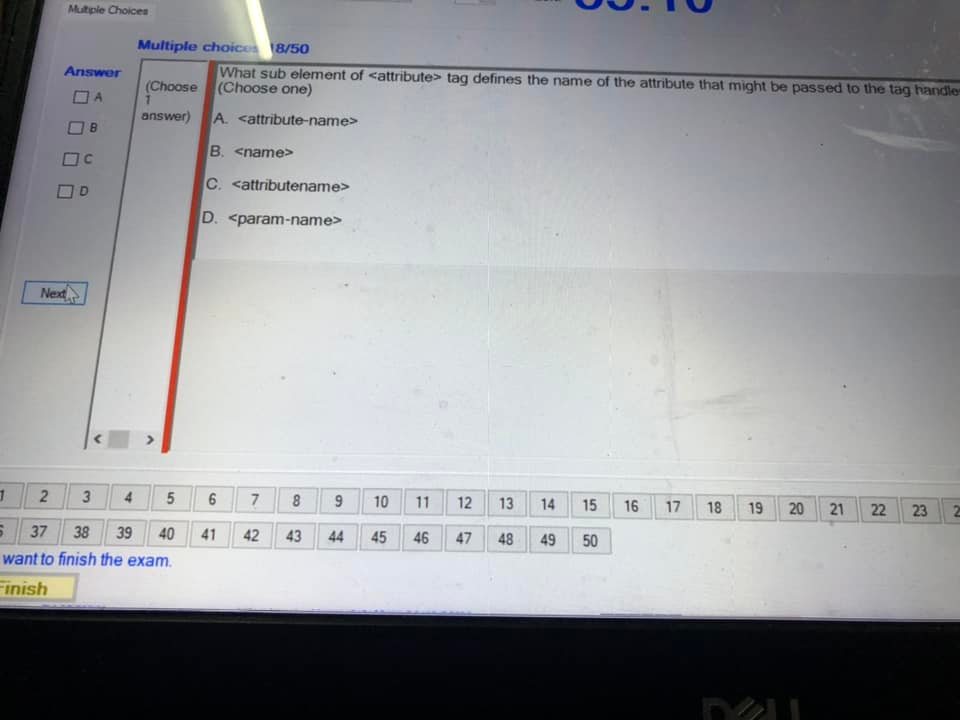 Multiple Choices
Multiple choices 18/50
Answer
A
B
C
D
(Choose
1
answer)
What sub element of <attribute> tag defines the name of the attribute that might be passed to the tag handle
(Choose one)
A. <attribute-name>
B. <name>
C. <attributename>
D. <param-name>
Next
< >
1 2 3 4 5 6 7 8 9 10 11 12 13 14 15 16 17 18 19 20 21 22 23 2
37 38 39 40 41 42 43 44 45 46 47 48 49 50
want to finish the exam.
Finish
DELL